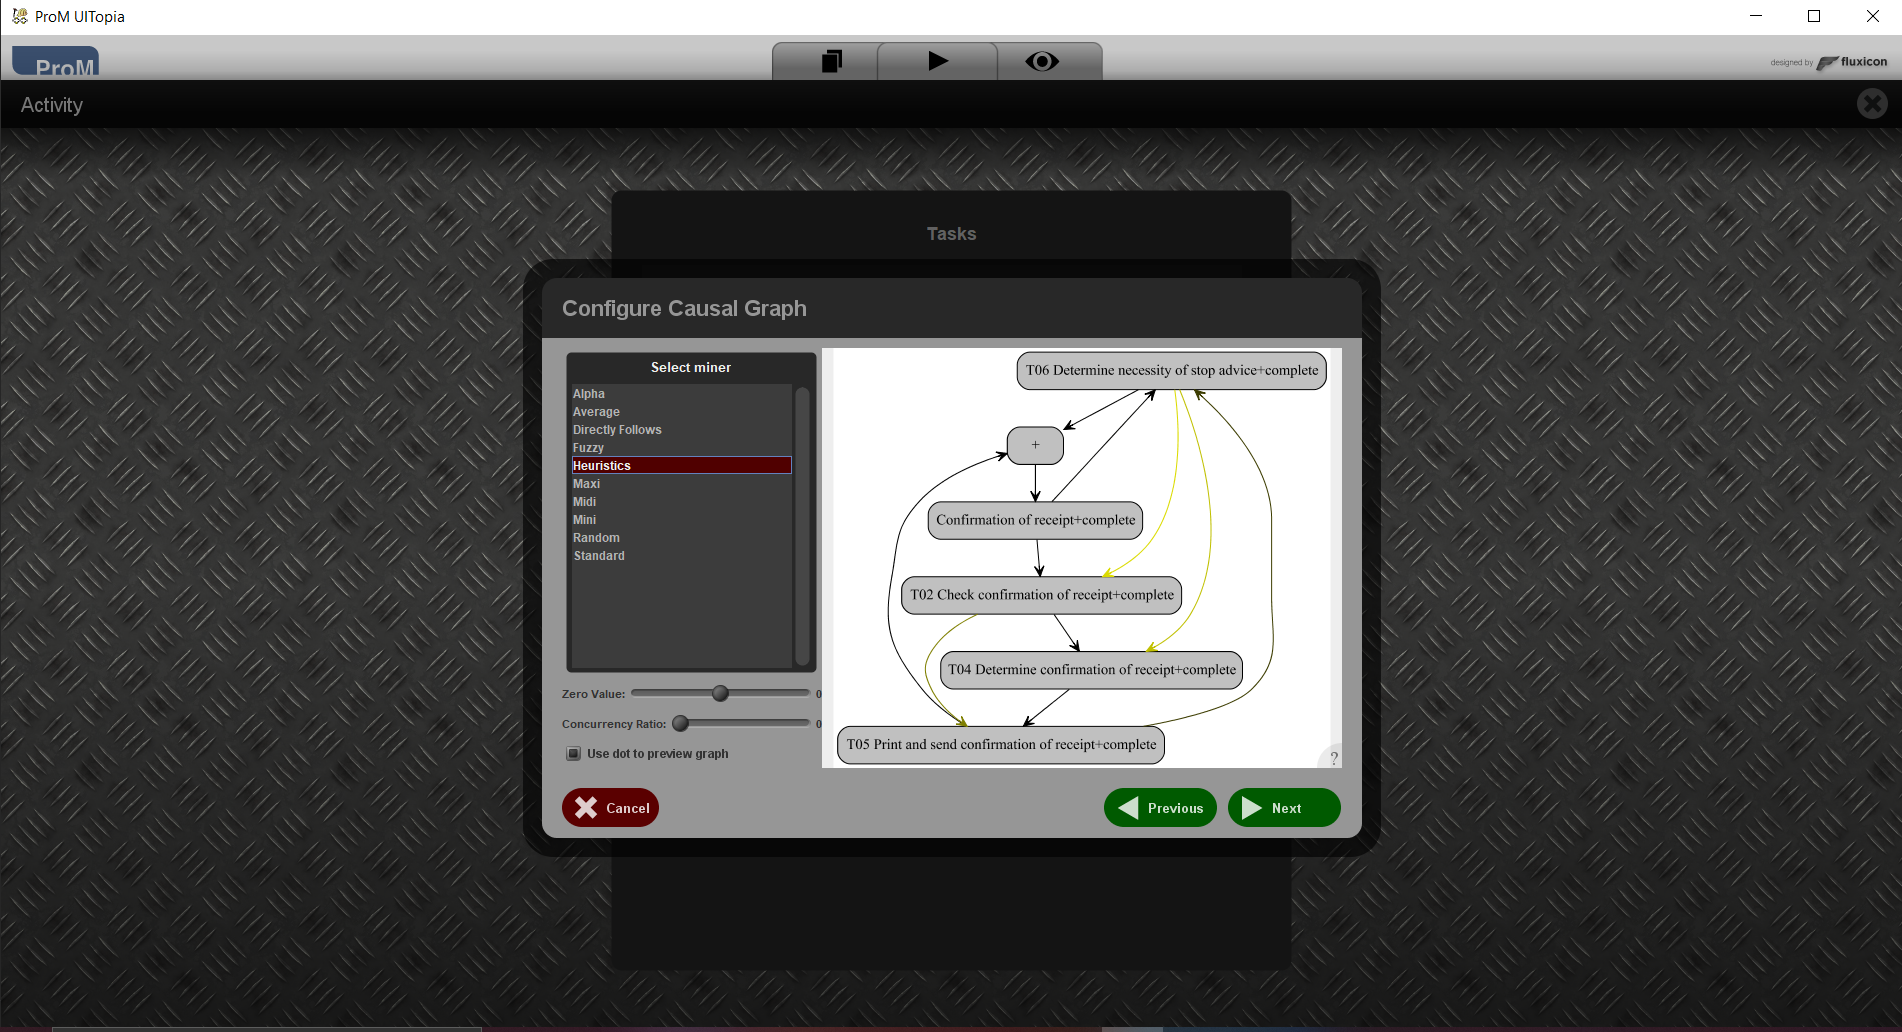 ProM UITopia
ProM
designed by fluxicon
Activity
Tasks
Configure Causal Graph
Select miner
Alpha
Average
Directly Follows
Fuzzy
Heuristics
Maxi
Midi
Mini
Random
Standard
Zero Value: 0
Concurrency Ratio: 0
Use dot to preview graph
T06 Determine necessity of stop advice+complete
+
Confirmation of receipt+complete
T02 Check confirmation of receipt+complete
T04 Determine confirmation of receipt+complete
T05 Print and send confirmation of receipt+complete
?
Cancel
Previous
Next